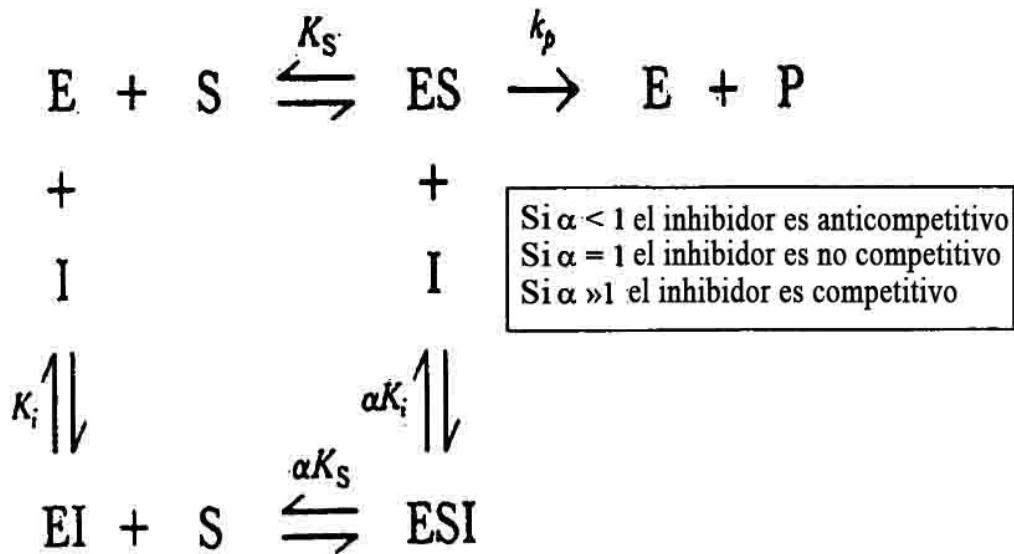 K_S k_p
E + S ES E + P
+ +
I I
Si α < 1 el inhibidor es anticompetitivo
Si α = 1 el inhibidor es no competitivo
Si α »1 el inhibidor es competitivo
K_i αK_i
αK_S
EI + S ESI